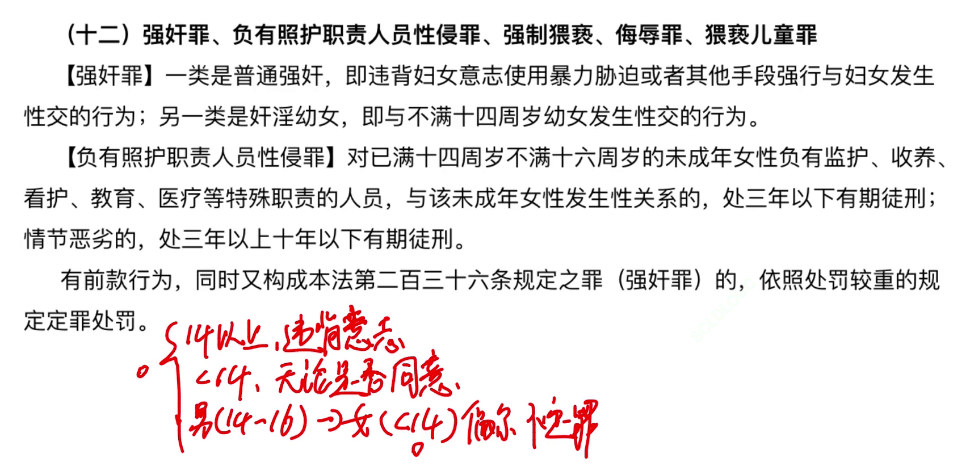 （十二）强奸罪、负有照护职责人员性侵罪、强制猥亵、侮辱罪、猥亵儿童罪
【强奸罪】一类是普通强奸，即违背妇女意志使用暴力胁迫或者其他手段强行与妇女发生
性交的行为；另一类是奸淫幼女，即与不满十四周岁幼女发生性交的行为。
【负有照护职责人员性侵罪】对已满十四周岁不满十六周岁的未成年女性负有监护、收养、
看护、教育、医疗等特殊职责的人员，与该未成年女性发生性关系的，处三年以下有期徒刑；
情节恶劣的，处三年以上十年以下有期徒刑。
有前款行为，同时又构成本法第二百三十六条规定之罪（强奸罪）的，依照处罚较重的规
定定罪处罚。
14以上，违背意志
<14、无论是否同意
男(14-16)→女(<14)偶尔 罪